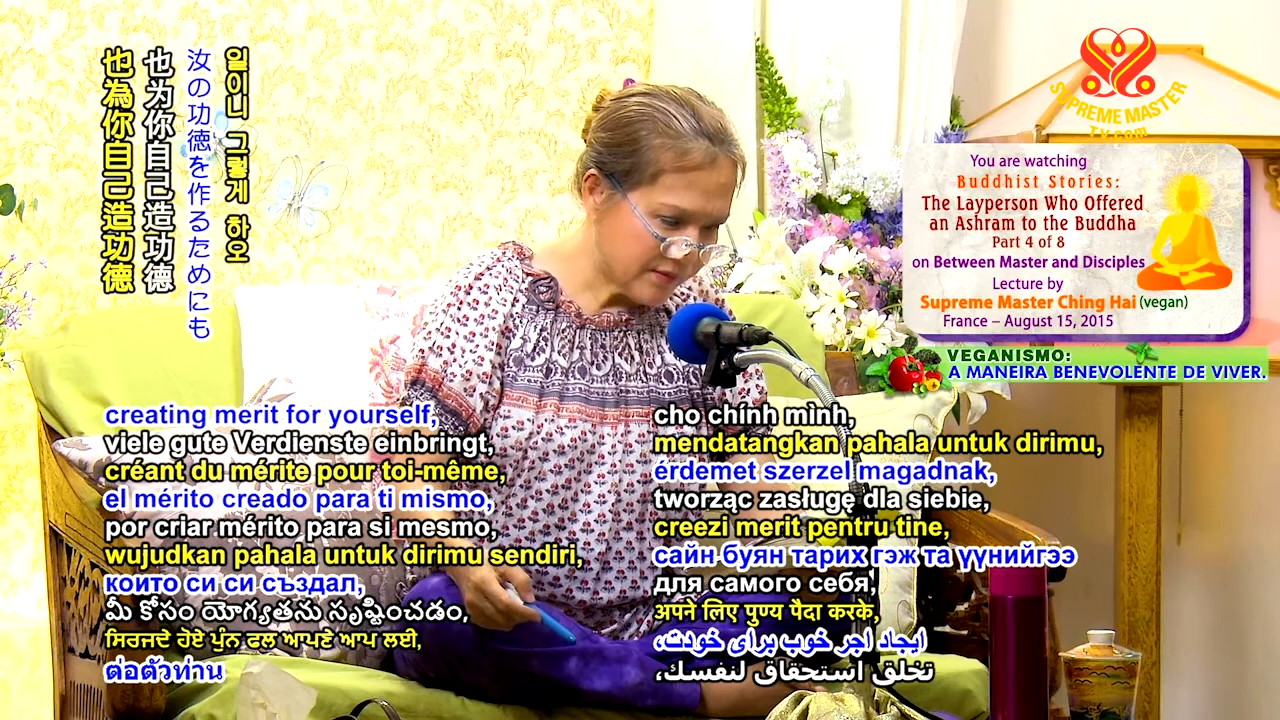 일이니 그렇게 하오
汝の功徳を作るためにも
也为你自己造功德
也為你自己造功德
SUPREME MASTER
TV.com
You are watching
Buddhist Stories:
The Layperson Who Offered
an Ashram to the Buddha
Part 4 of 8
on Between Master and Disciples
Lecture by
Supreme Master Ching Hai (vegan)
France – August 15, 2015
VEGANISMO:
A MANEIRA BENEVOLENTE DE VIVER.
creating merit for yourself,
viele gute Verdienste einbringt,
créant du mérite pour toi-même,
el mérito creado para ti mismo,
por criar mérito para si mesmo,
wujudkan pahala untuk dirimu sendiri,
които си си създал,
మీ కోసం యోగ్యతను సృష్టించడం,
ਸਿਰਜਦੇ ਹੋਏ ਪੁੰਨ ਫਲ ਆਪਣੇ ਆਪ ਲਈ,
ต่อตัวท่าน
cho chính mình,
mendatangkan pahala untuk dirimu,
érdemet szerzel magadnak,
tworząc zasługę dla siebie,
creezi merit pentru tine,
сайн буян тарих гэж та үүнийгээ
для самого себя,
अपने लिए पुण्य पैदा करके,
ایجاد اجر خوب برای خودت،
تخلق استحقاق لنفسك،